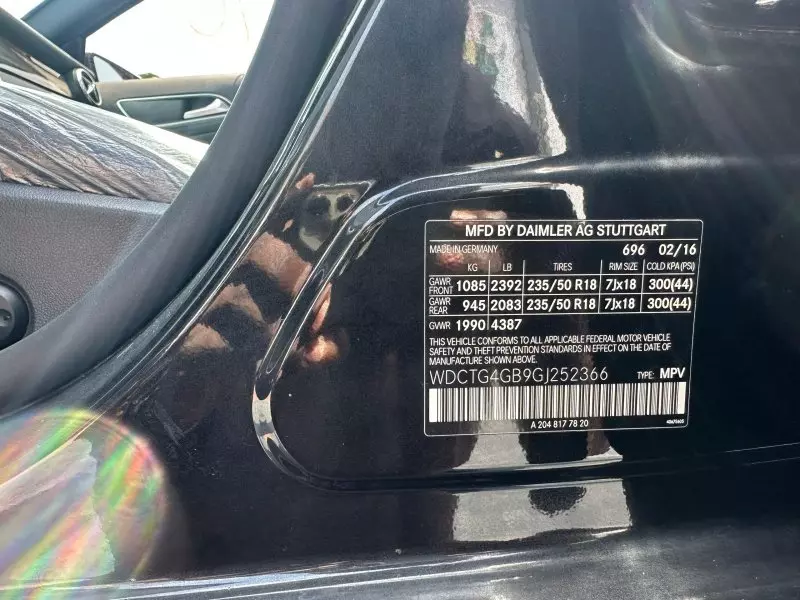 MFD BY DAIMLER AG STUTTGART
MADE IN GERMANY 696 02/16
KG LB TIRES RIM SIZE COLD KPA (PSI)
GAWR FRONT 1085 2392 235/50 R18 7Jx18 300(44)
GAWR REAR 945 2083 235/50 R18 7Jx18 300(44)
GVWR 1990 4387
THIS VEHICLE CONFORMS TO ALL APPLICABLE FEDERAL MOTOR VEHICLE
SAFETY AND THEFT PREVENTION STANDARDS IN EFFECT ON THE DATE OF
MANUFACTURE SHOWN ABOVE.
WDCTG4GB9GJ252366 TYPE: MPV
A 204 817 78 20